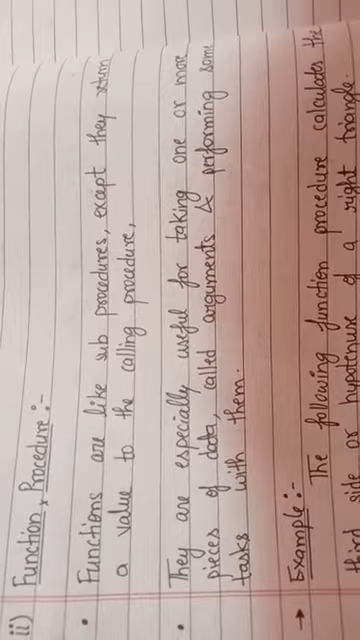 ii) Function Procedure :-
• Functions are like sub procedures, except they return
a value to the calling procedure,
• They are especially useful for taking one or more
pieces of data, called arguments & performing some
tasks with them.
→ Example :-
The following function procedure calculates the
third side or hypotenuse of a right triangle.